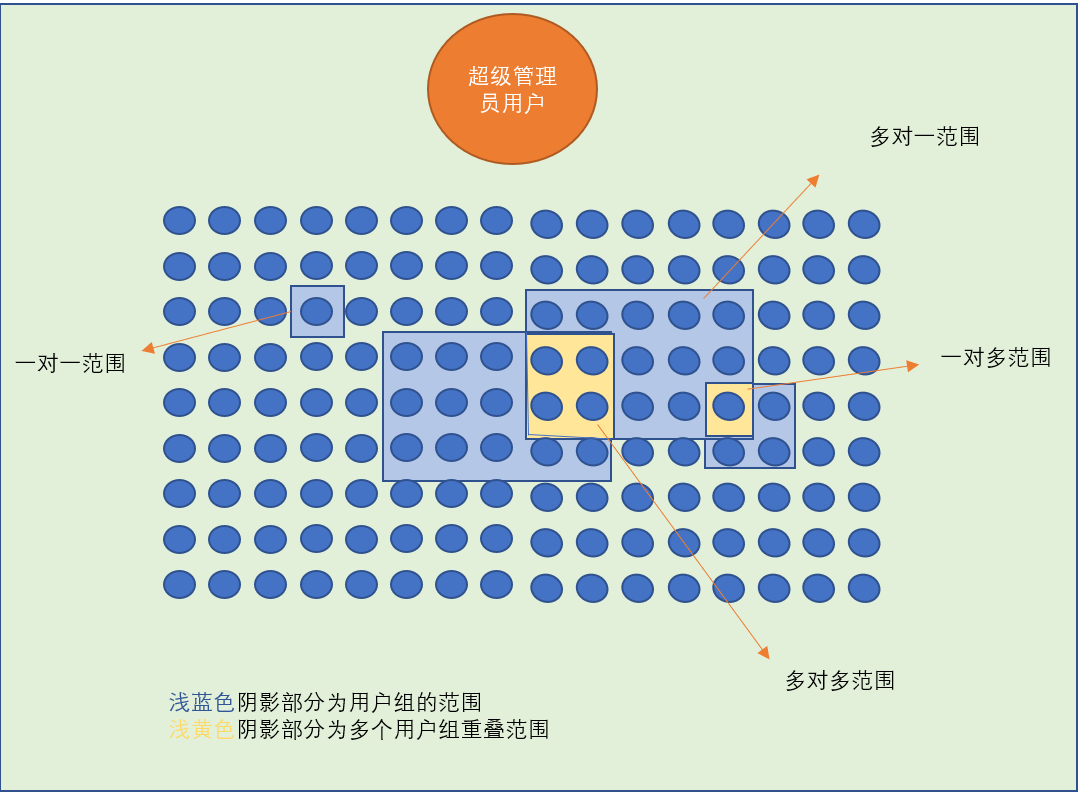 超级管理
员用户
多对一范围
一对一范围
一对多范围
多对多范围
浅蓝色阴影部分为用户组的范围
浅黄色阴影部分为多个用户组重叠范围